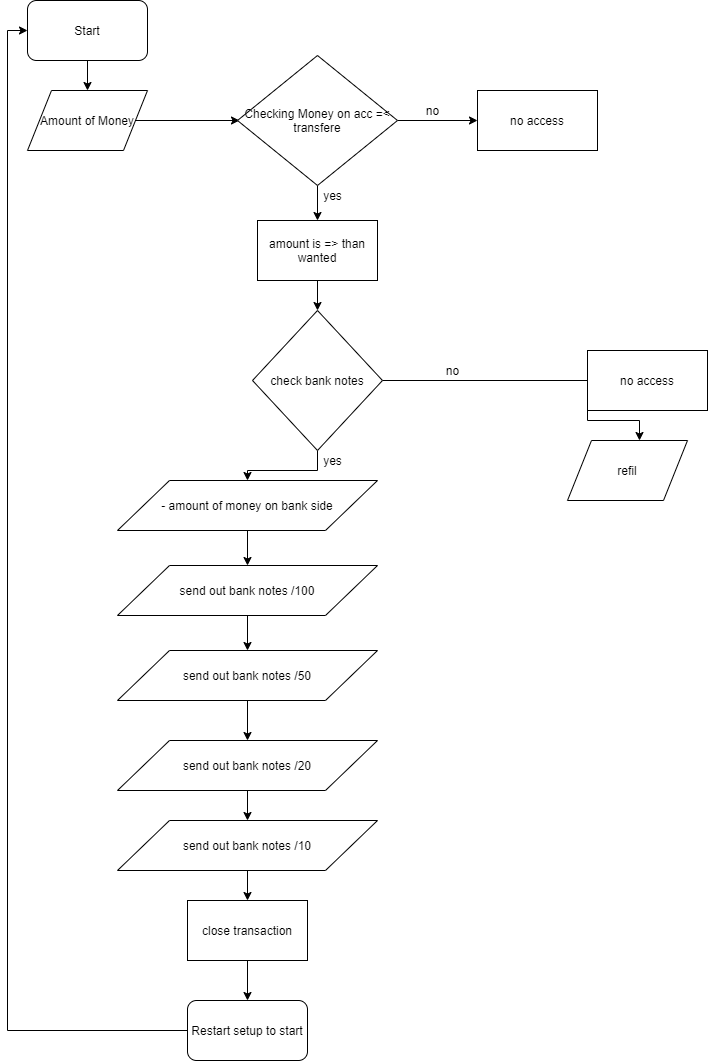 Start
Amount of Money
Checking Money on acc =<
transfere
no
no access
yes
amount is => than
wanted
check bank notes
no
no access
yes
refil
- amount of money on bank side
send out bank notes /100
send out bank notes /50
send out bank notes /20
send out bank notes /10
close transaction
Restart setup to start